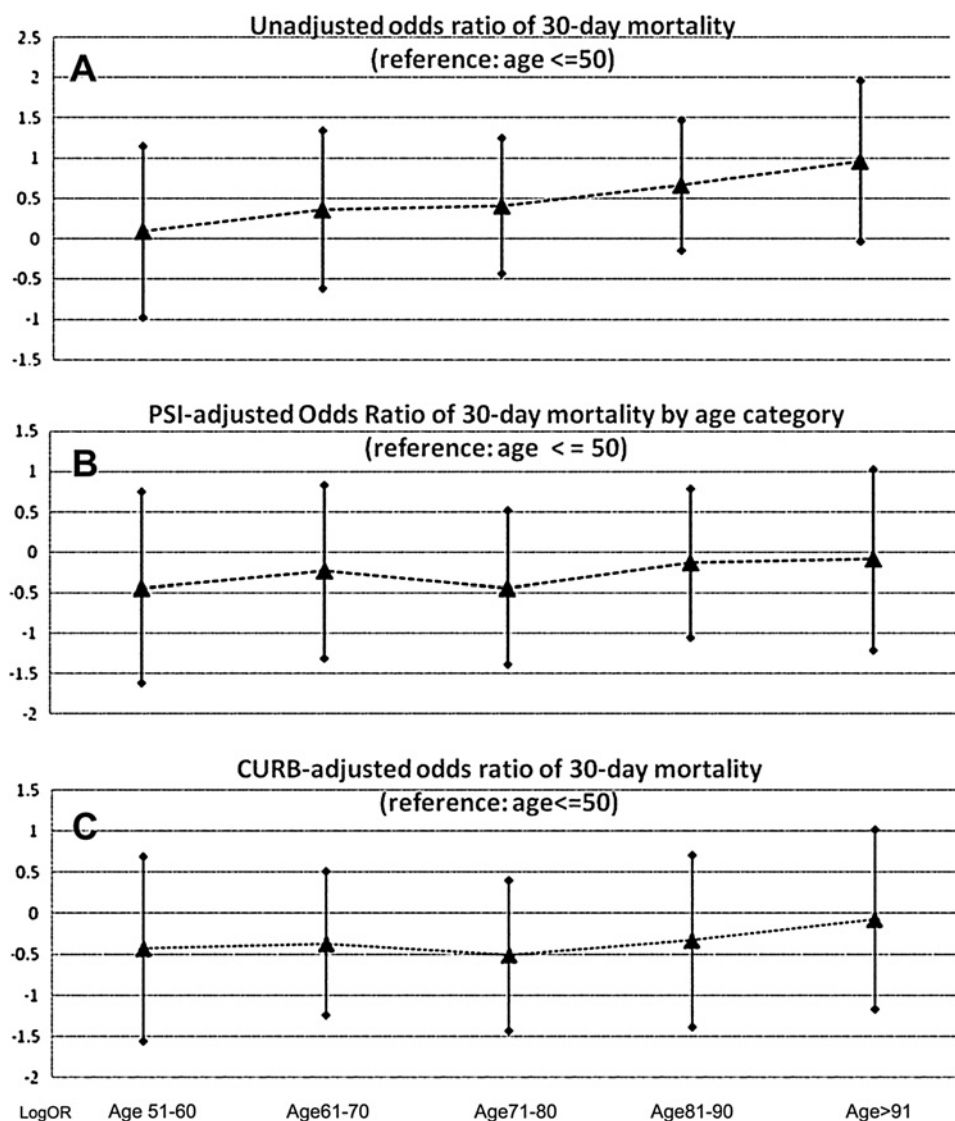 Unadjusted odds ratio of 30-day mortality
(reference: age <=50)
A
2.5
2
1.5
1
0.5
0
-0.5
-1
-1.5
PSI-adjusted Odds Ratio of 30-day mortality by age category
(reference: age < = 50)
B
1.5
1
0.5
0
-0.5
-1
-1.5
-2
CURB-adjusted odds ratio of 30-day mortality
(reference: age<=50)
C
1.5
1
0.5
0
-0.5
-1
-1.5
-2
LogOR Age 51-60 Age61-70 Age71-80 Age81-90 Age>91